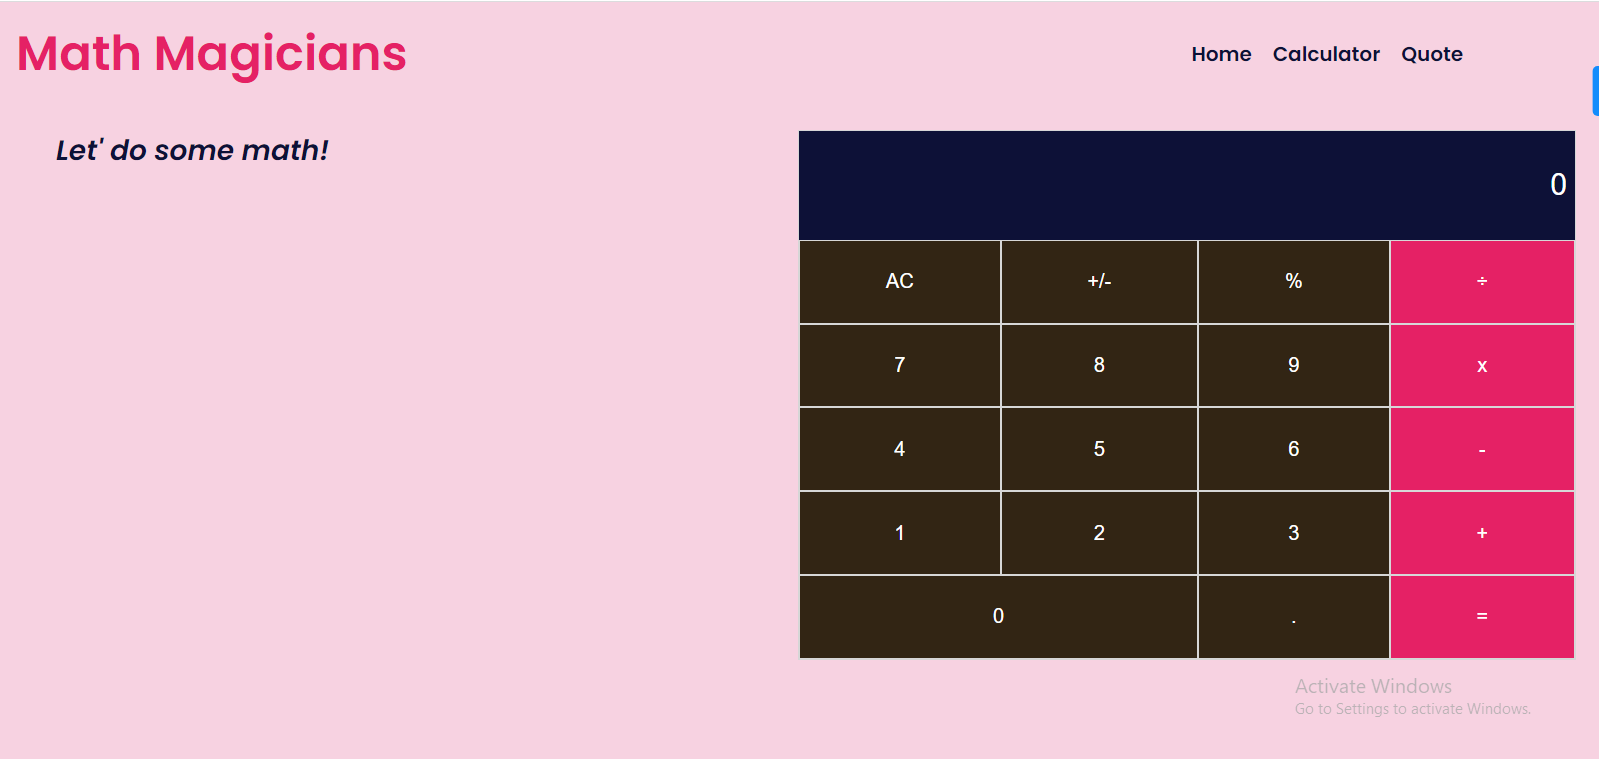 Math Magicians
Home Calculator Quote
Let' do some math!
0
AC +/- % ÷
7 8 9 x
4 5 6 -
1 2 3 +
0 . =
Activate Windows
Go to Settings to activate Windows.